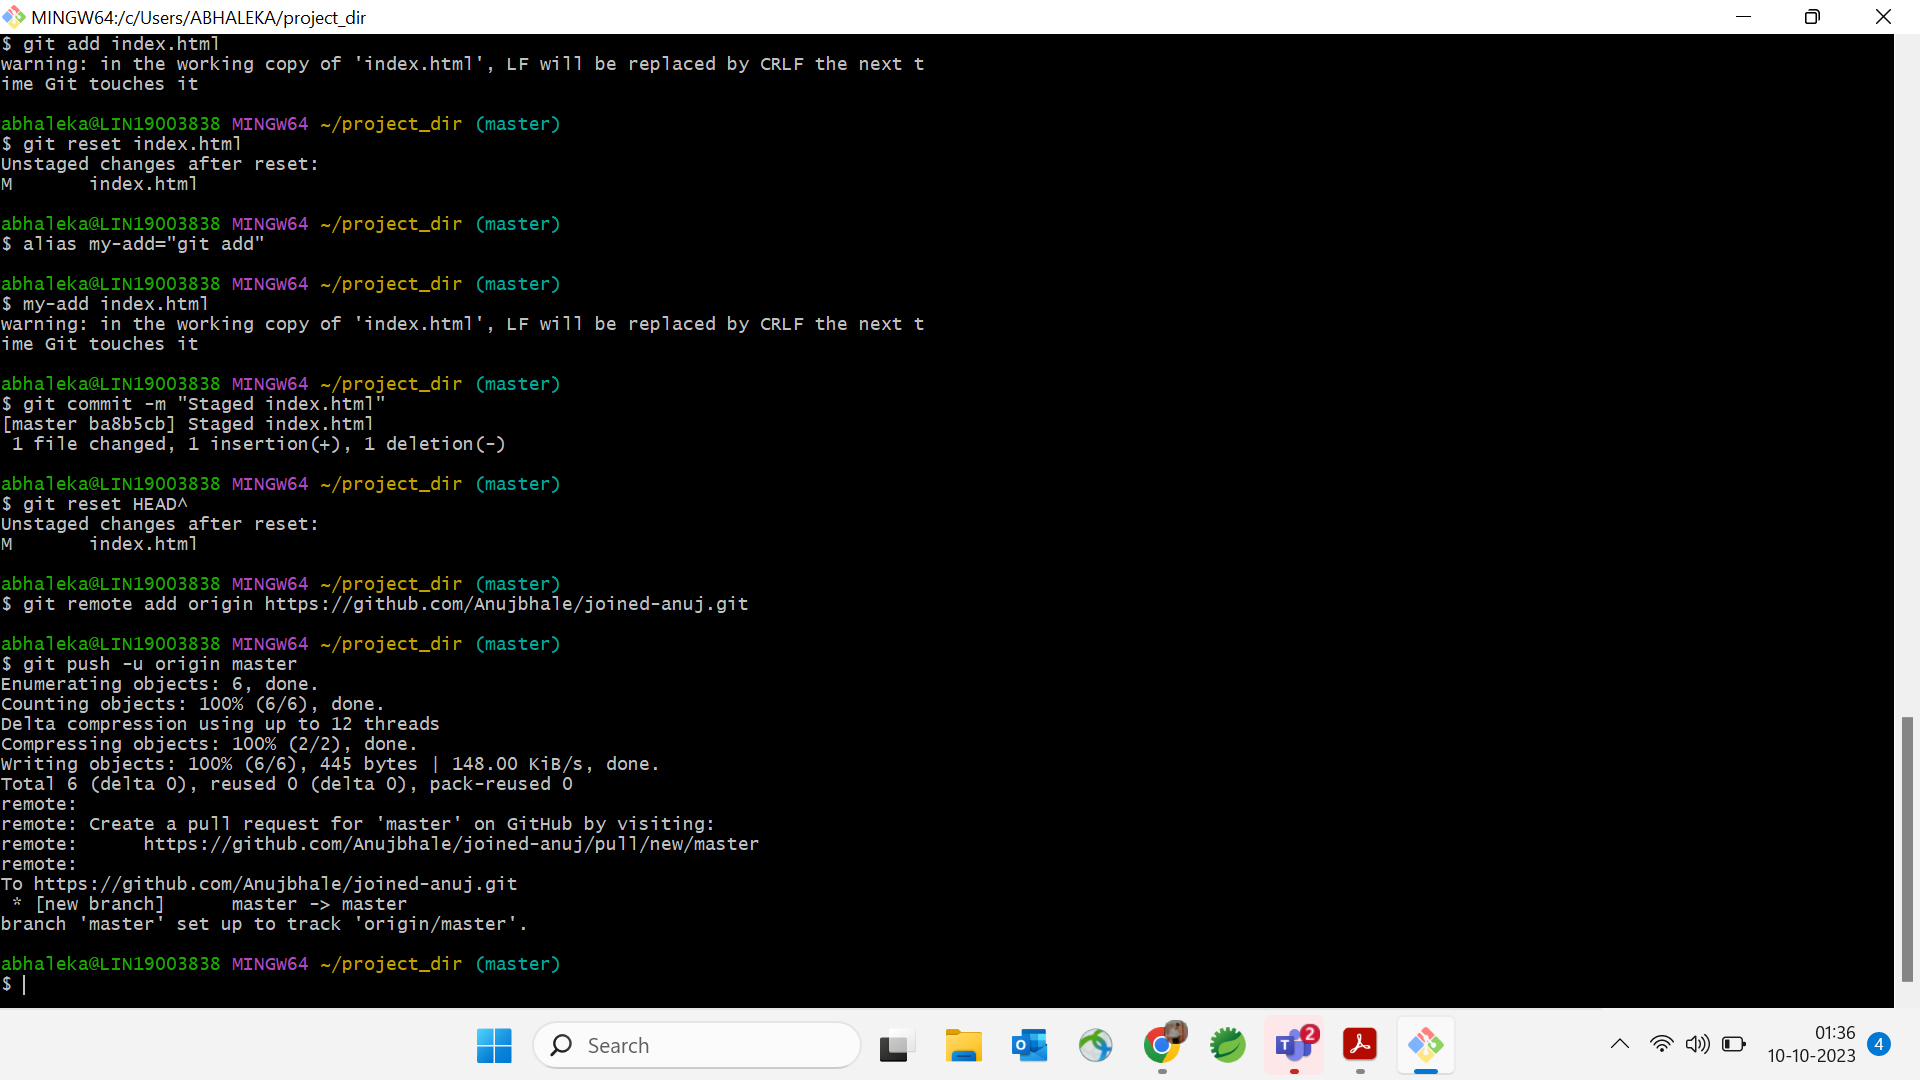 MINGW64:/c/Users/ABHALEKA/project_dir
$ git add index.html
warning: in the working copy of 'index.html', LF will be replaced by CRLF the next t
ime Git touches it
abhaleka@LIN19003838 MINGW64 ~/project_dir (master)
$ git reset index.html
Unstaged changes after reset:
M       index.html
abhaleka@LIN19003838 MINGW64 ~/project_dir (master)
$ alias my-add="git add"
abhaleka@LIN19003838 MINGW64 ~/project_dir (master)
$ my-add index.html
warning: in the working copy of 'index.html', LF will be replaced by CRLF the next t
ime Git touches it
abhaleka@LIN19003838 MINGW64 ~/project_dir (master)
$ git commit -m "Staged index.html"
[master ba8b5cb] Staged index.html
 1 file changed, 1 insertion(+), 1 deletion(-)
abhaleka@LIN19003838 MINGW64 ~/project_dir (master)
$ git reset HEAD^
Unstaged changes after reset:
M       index.html
abhaleka@LIN19003838 MINGW64 ~/project_dir (master)
$ git remote add origin https://github.com/Anujbhale/joined-anuj.git
abhaleka@LIN19003838 MINGW64 ~/project_dir (master)
$ git push -u origin master
Enumerating objects: 6, done.
Counting objects: 100% (6/6), done.
Delta compression using up to 12 threads
Compressing objects: 100% (2/2), done.
Writing objects: 100% (6/6), 445 bytes | 148.00 KiB/s, done.
Total 6 (delta 0), reused 0 (delta 0), pack-reused 0
remote:
remote: Create a pull request for 'master' on GitHub by visiting:
remote:      https://github.com/Anujbhale/joined-anuj/pull/new/master
remote:
To https://github.com/Anujbhale/joined-anuj.git
 * [new branch]      master -> master
branch 'master' set up to track 'origin/master'.
abhaleka@LIN19003838 MINGW64 ~/project_dir (master)
$
Search
2
01:36
10-10-2023
4